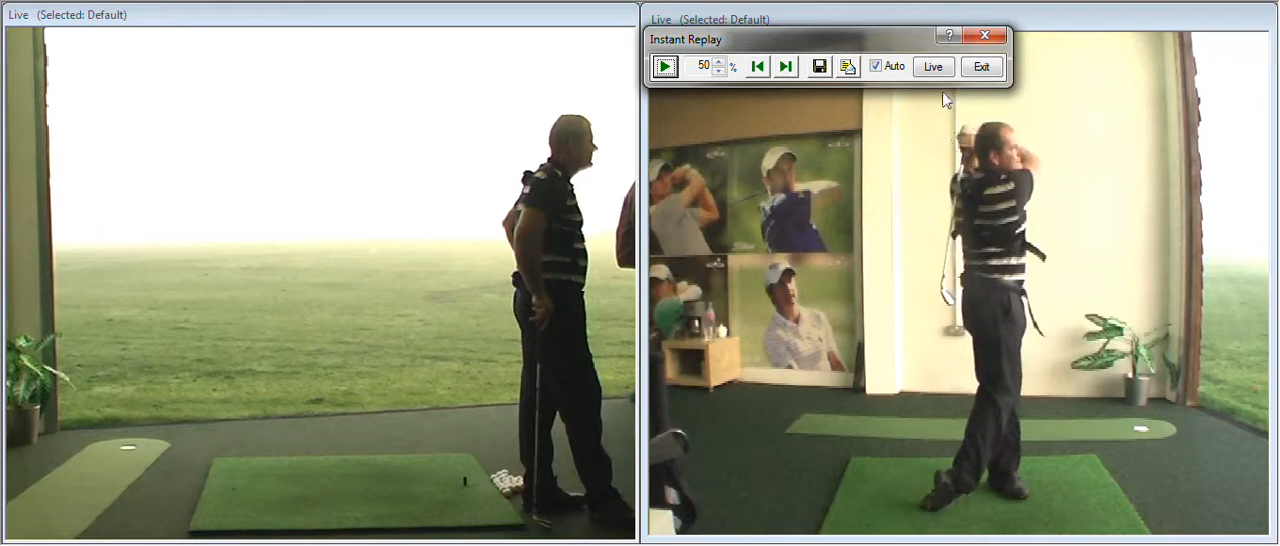 Live (Selected: Default)
Live (Selected: Default)
Instant Replay
50 %
Auto
Live
Exit